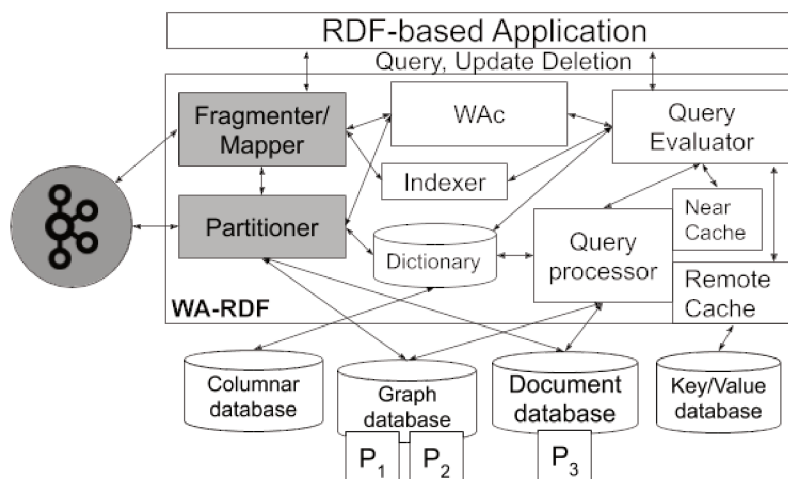 RDF-based Application
Query, Update Deletion
Fragmenter/
Mapper
WAc
Query
Evaluator
Indexer
Partitioner
Dictionary
Query
processor
Near
Cache
Remote
Cache
WA-RDF
Columnar
database
Graph
database
Document
database
Key/Value
database
P1
P2
P3